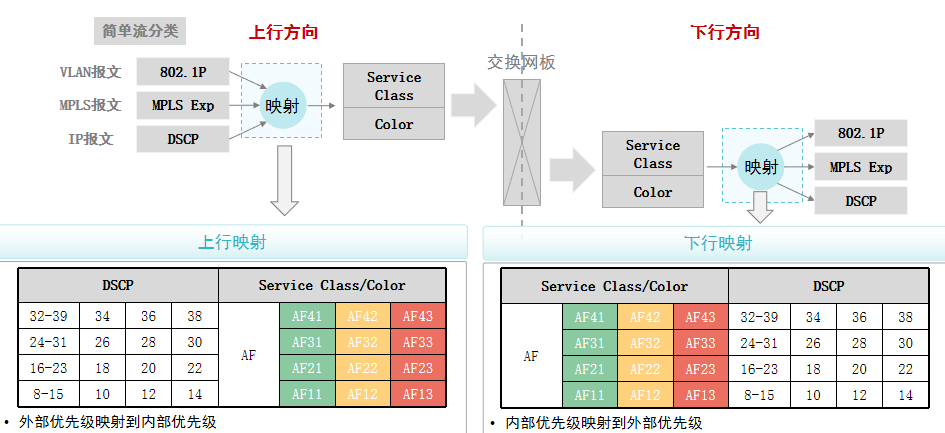 简单流分类
上行方向
下行方向
交换网板
VLAN报文
802.1P
MPLS报文
MPLS Exp
IP报文
DSCP
映射
Service Class
Color
Service Class
Color
映射
802.1P
MPLS Exp
DSCP
上行映射
DSCP Service Class/Color
32-39 34 36 38 AF41 AF42 AF43
24-31 26 28 30 AF31 AF32 AF33
AF
16-23 18 20 22 AF21 AF22 AF23
8-15 10 12 14 AF11 AF12 AF13
• 外部优先级映射到内部优先级
下行映射
Service Class/Color DSCP
AF41 AF42 AF43 32-39 34 36 38
AF31 AF32 AF33 24-31 26 28 30
AF
AF21 AF22 AF23 16-23 18 20 22
AF11 AF12 AF13 8-15 10 12 14
• 内部优先级映射到外部优先级